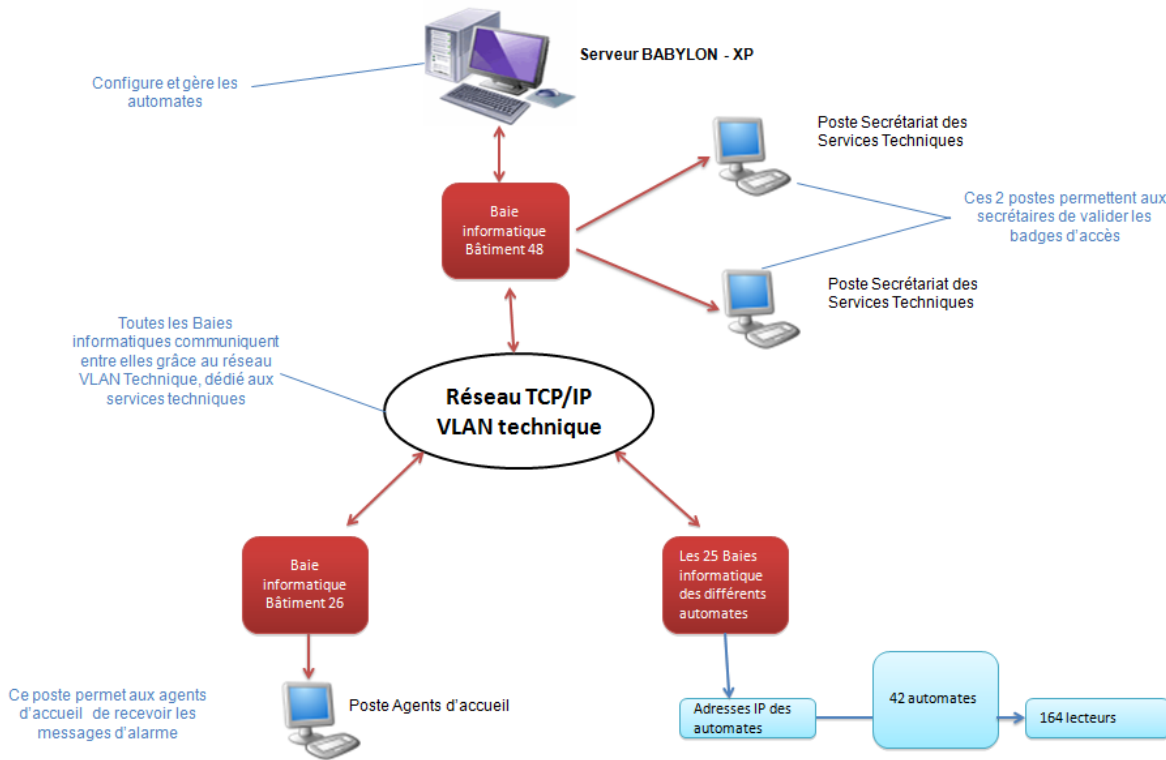 Serveur BABYLON - XP
Configure et gère les
automates
Poste Secrétariat des
Services Techniques
Baie
informatique
Bâtiment 48
Ces 2 postes permettent aux
secrétaires de valider les
badges d'accès
Poste Secrétariat des
Services Techniques
Toutes les Baies
informatiques communiquent
entre elles grâce au réseau
VLAN Technique, dédié aux
services techniques
Réseau TCP/IP
VLAN technique
Baie
informatique
Bâtiment 26
Les 25 Baies
informatique
des différents
automates
Ce poste permet aux agents
d'accueil de recevoir les
messages d'alarme
Poste Agents d'accueil
Adresses IP des
automates
42 automates
164 lecteurs